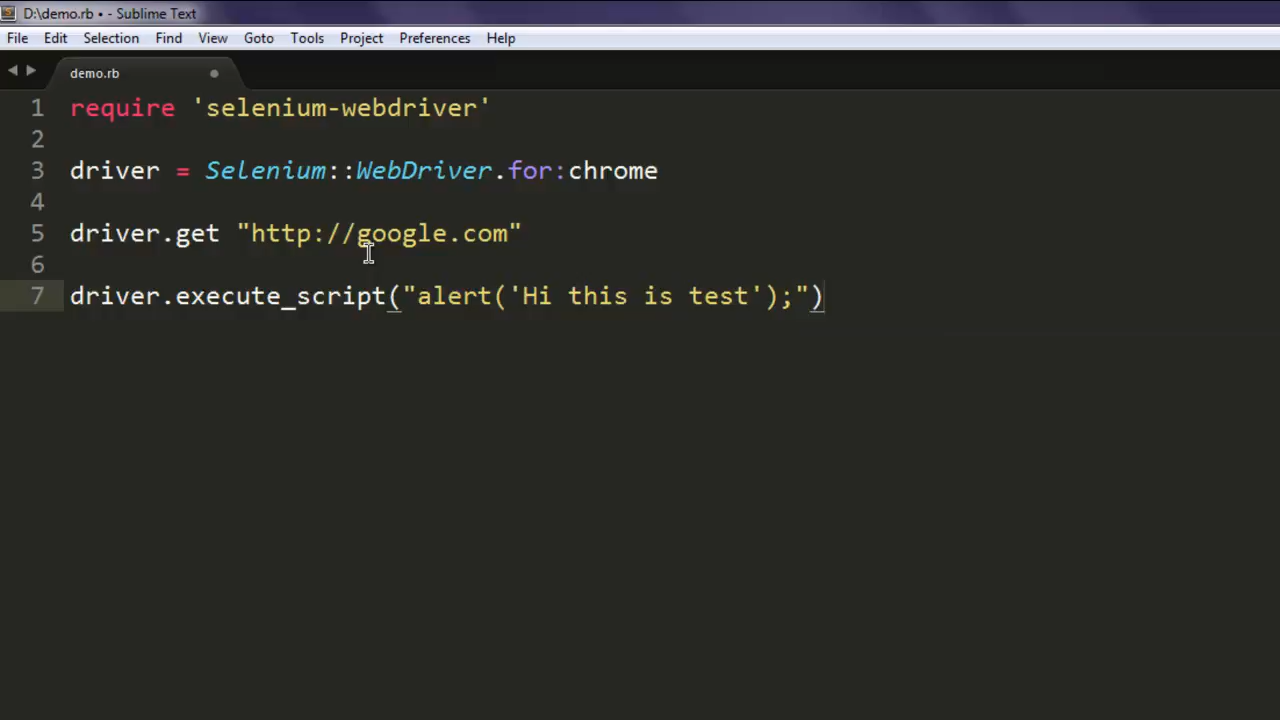 D:\demo.rb • - Sublime Text
File Edit Selection Find View Goto Tools Project Preferences Help
demo.rb
1 require 'selenium-webdriver'
2
3 driver = Selenium::WebDriver.for:chrome
4
5 driver.get "http://google.com"
6
7 driver.execute_script("alert('Hi this is test');")